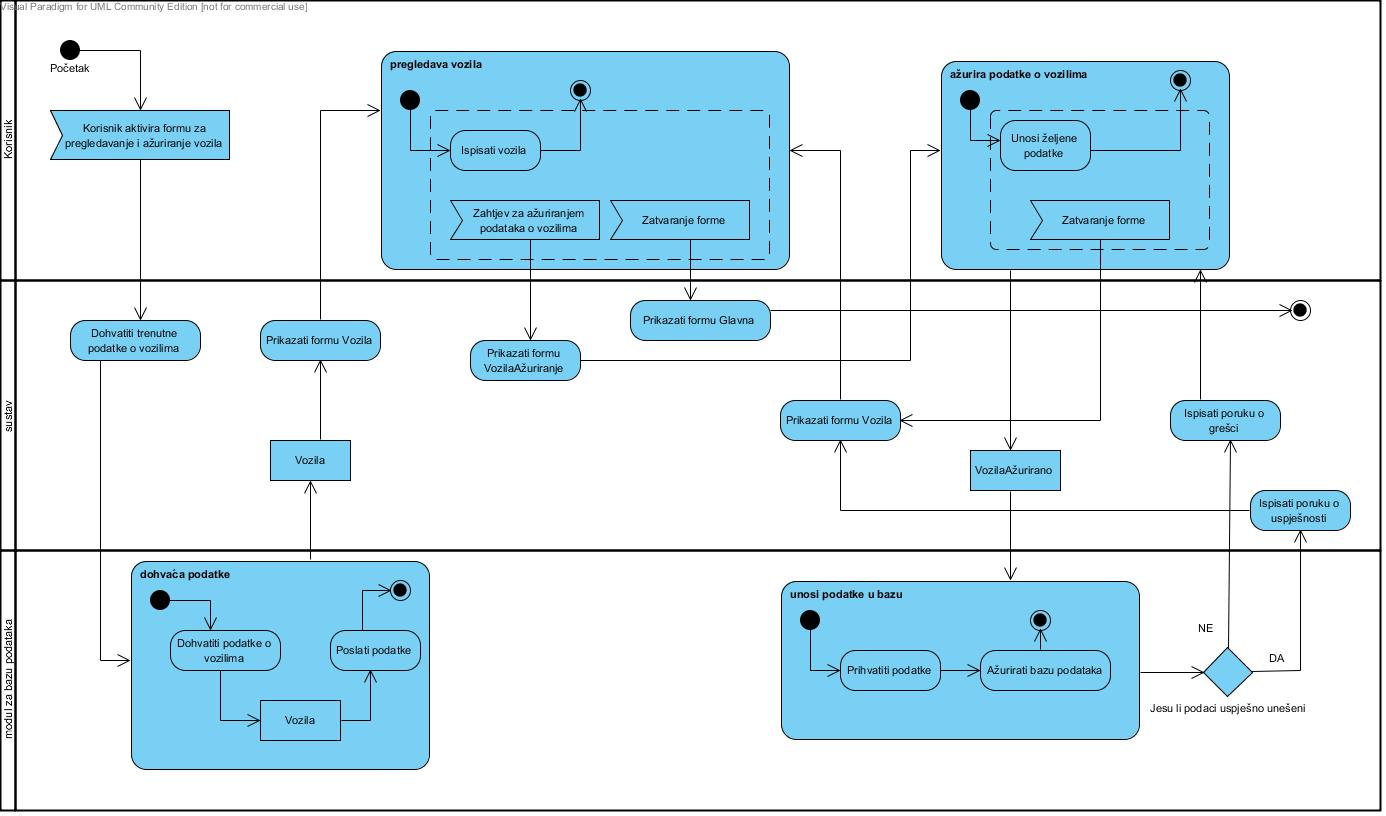 Visual Paradigm for UML Community Edition [not for commercial use]
Korisnik
Početak
Korisnik aktivira formu za
pregledavanje i ažuriranje vozila
pregledava vozila
Ispisati vozila
Zahtjev za ažuriranjem
podataka o vozilima
Zatvaranje forme
ažurira podatke o vozilima
Unosi željene
podatke
Zatvaranje forme
sustav
Dohvatiti trenutne
podatke o vozilima
Prikazati formu Vozila
Vozila
Prikazati formu
VozilaAžuriranje
Prikazati formu Glavna
Prikazati formu Vozila
VozilaAžurirano
Ispisati poruku o
grešci
Ispisati poruku o
uspješnosti
modul za bazu podataka
dohvaća podatke
Dohvatiti podatke o
vozilima
Vozila
Poslati podatke
unosi podatke u bazu
Prihvatiti podatke
Ažurirati bazu podataka
NE
DA
Jesu li podaci uspješno unešeni